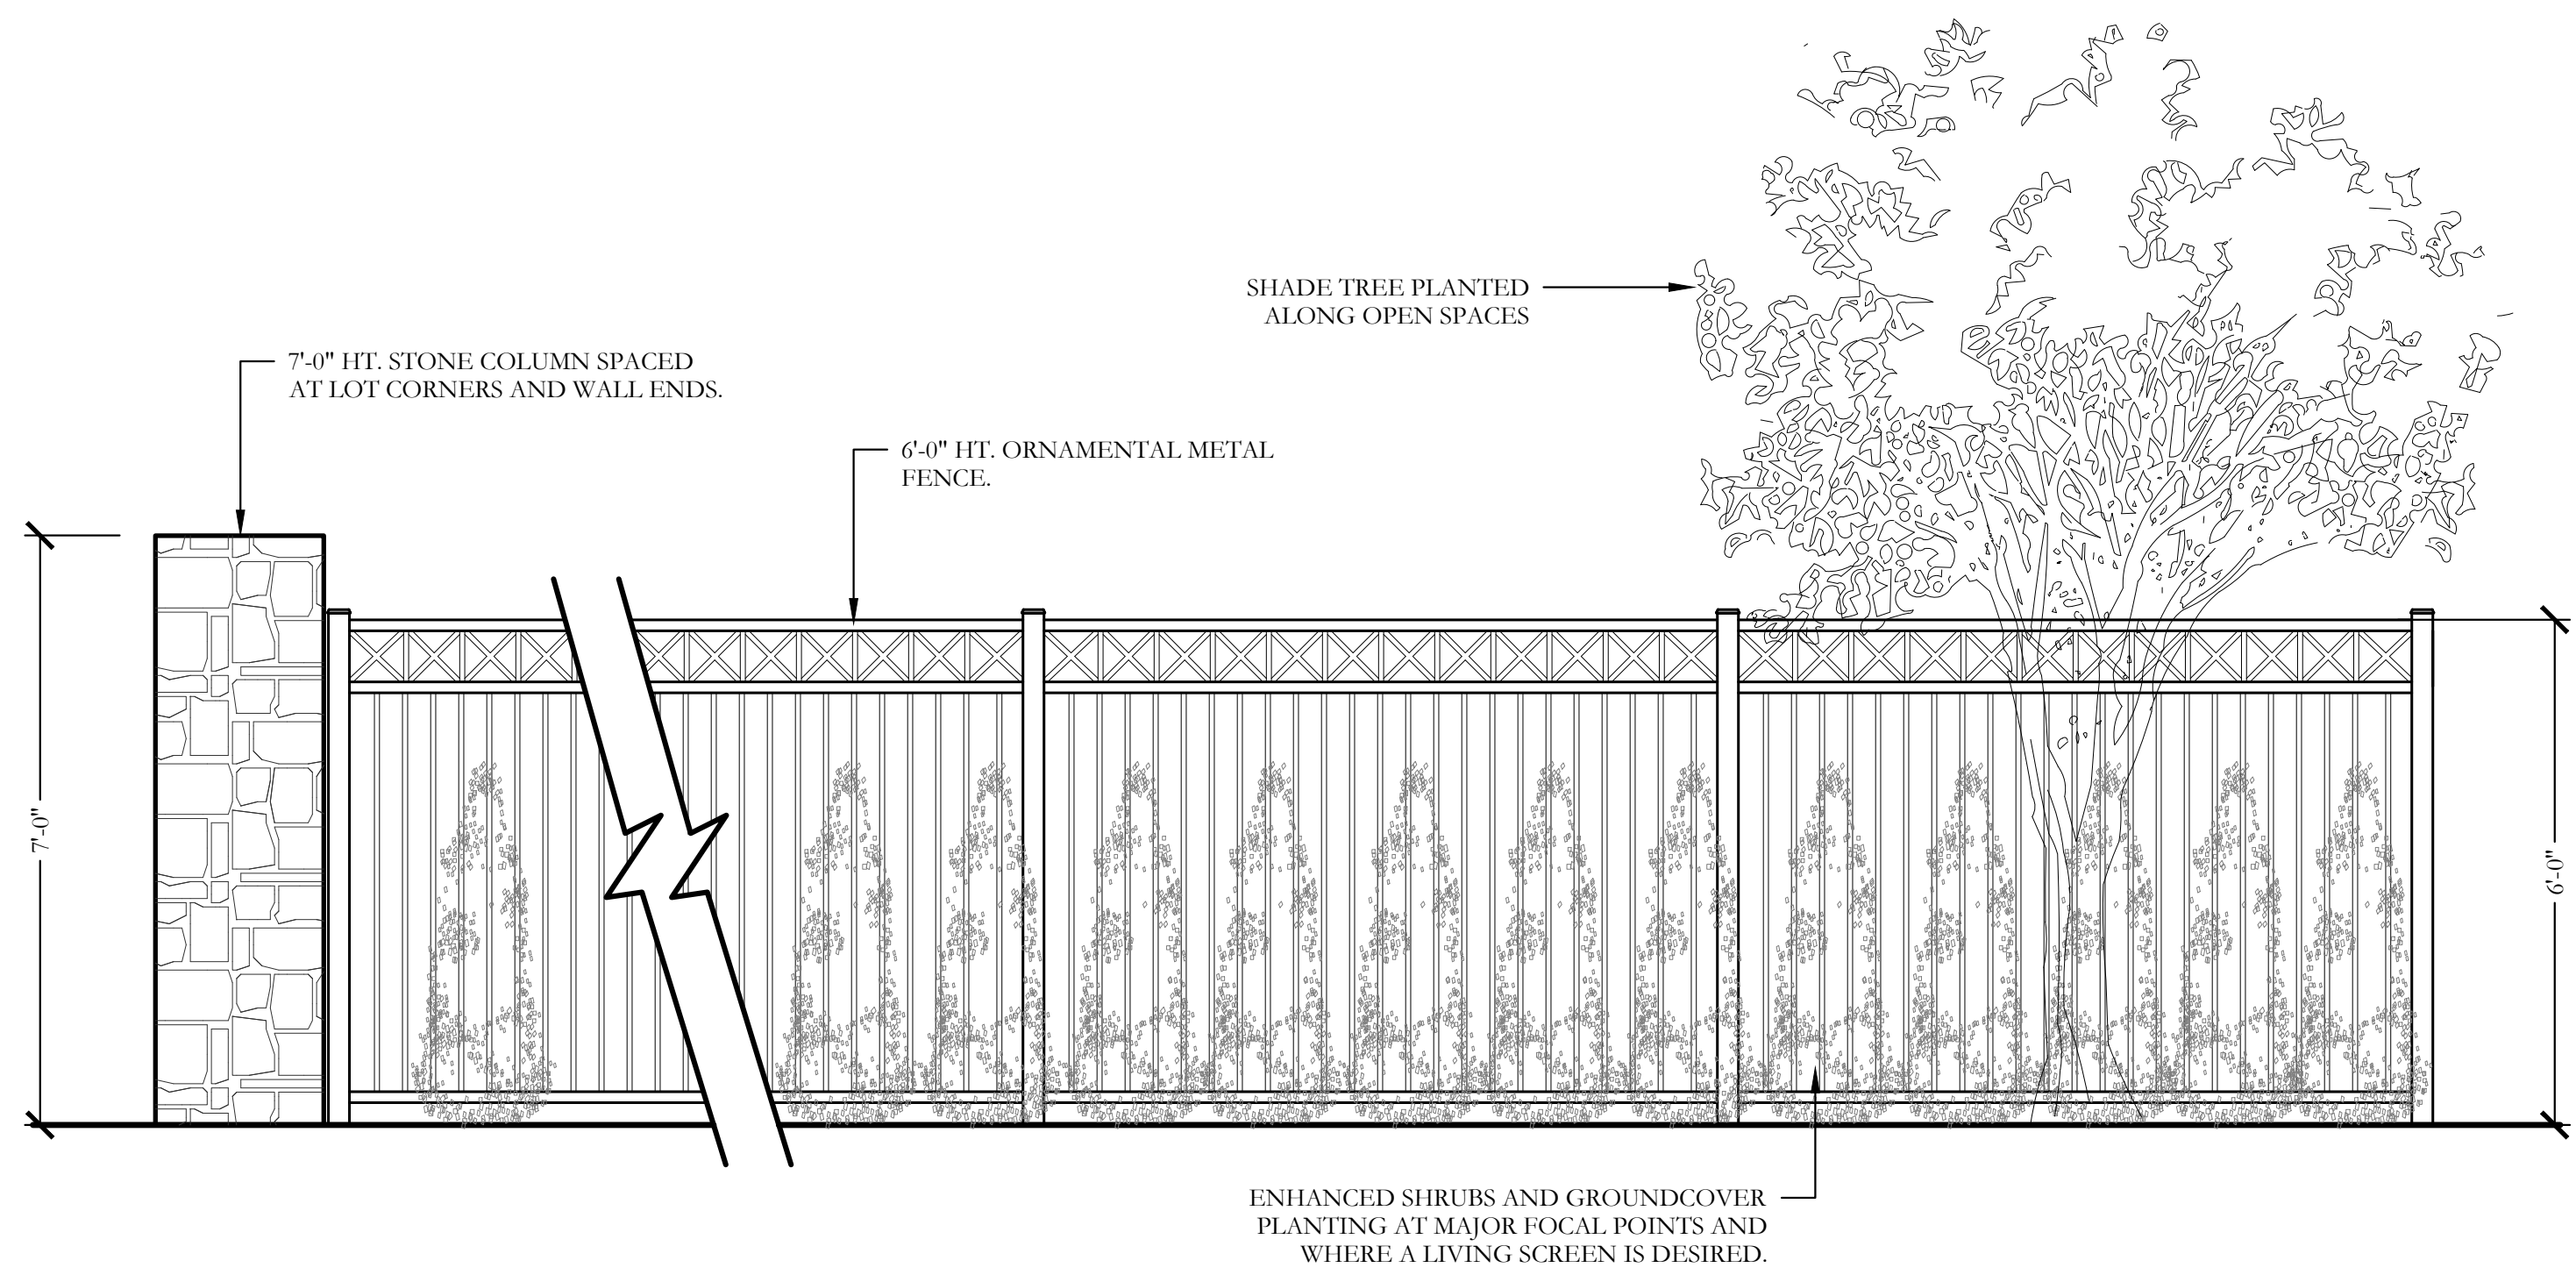 SHADE TREE PLANTED
ALONG OPEN SPACES
7'-0" HT. STONE COLUMN SPACED
AT LOT CORNERS AND WALL ENDS.
6'-0" HT. ORNAMENTAL METAL
FENCE.
7'-0"
6'-0"
ENHANCED SHRUBS AND GROUNDCOVER
PLANTING AT MAJOR FOCAL POINTS AND
WHERE A LIVING SCREEN IS DESIRED.